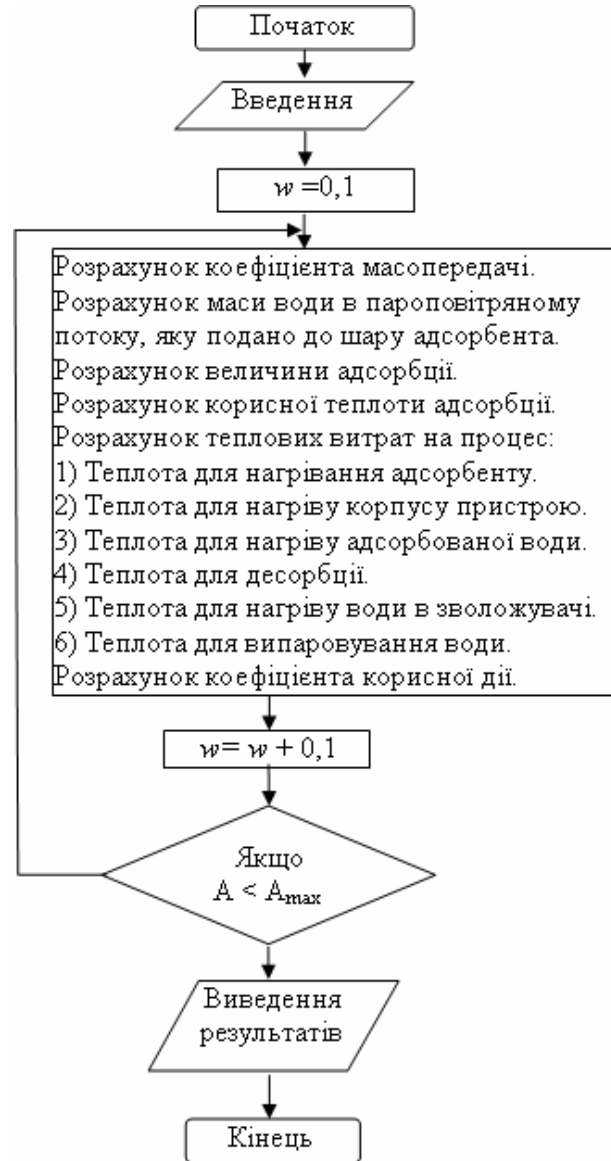 Початок
Введення
w =0,1
Розрахунок коефіцієнта масопередачі.
Розрахунок маси води в пароповітряному
потоку, яку подано до шару адсорбента.
Розрахунок величини адсорбції.
Розрахунок корисної теплоти адсорбції.
Розрахунок теплових витрат на процес:
1) Теплота для нагрівання адсорбенту.
2) Теплота для нагріву корпусу пристрою.
3) Теплота для нагріву адсорбованої води.
4) Теплота для десорбції.
5) Теплота для нагріву води в зволожувачі.
6) Теплота для випаровування води.
Розрахунок коефіцієнта корисної дії.
w= w + 0,1
Якщо
A < Amax
Виведення
результатів
Кінець